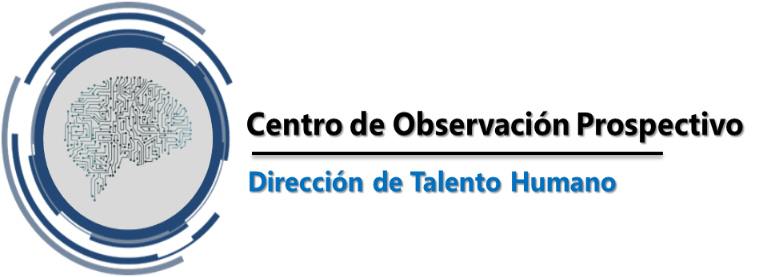 Centro de Observación Prospectivo
Dirección de Talento Humano